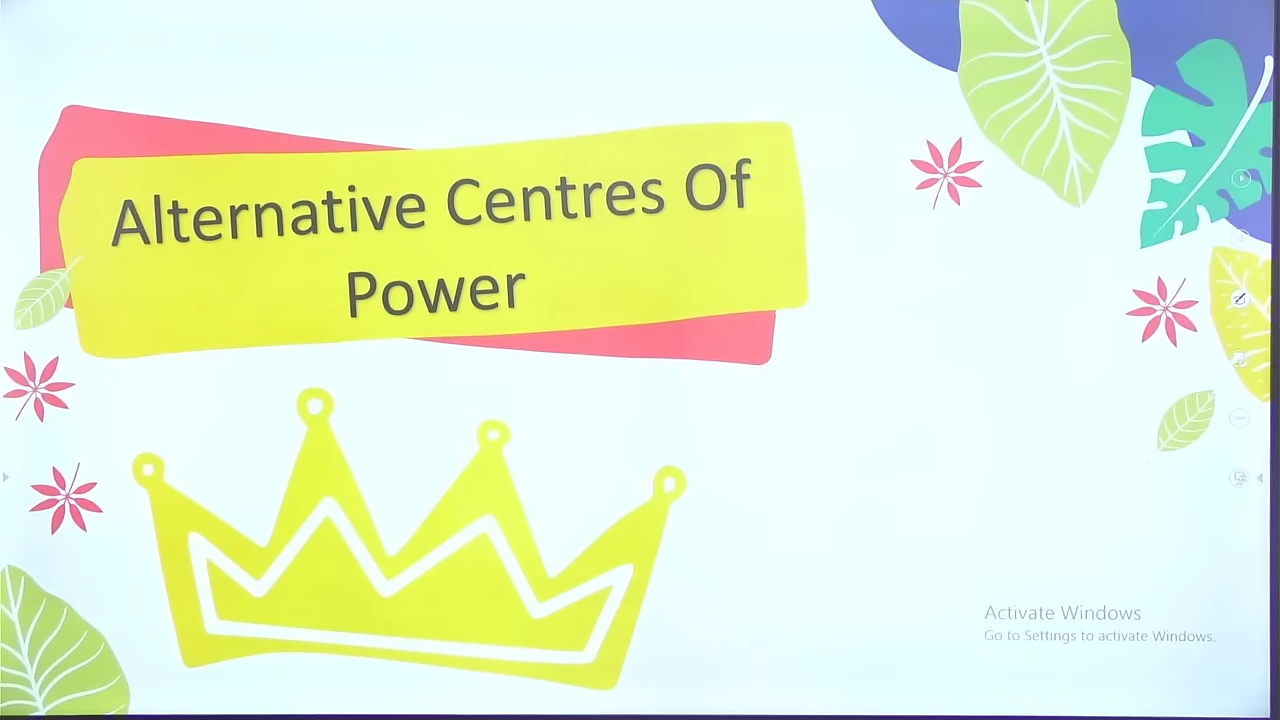 Alternative Centres Of
Power
Activate Windows
Go to Settings to activate Windows.